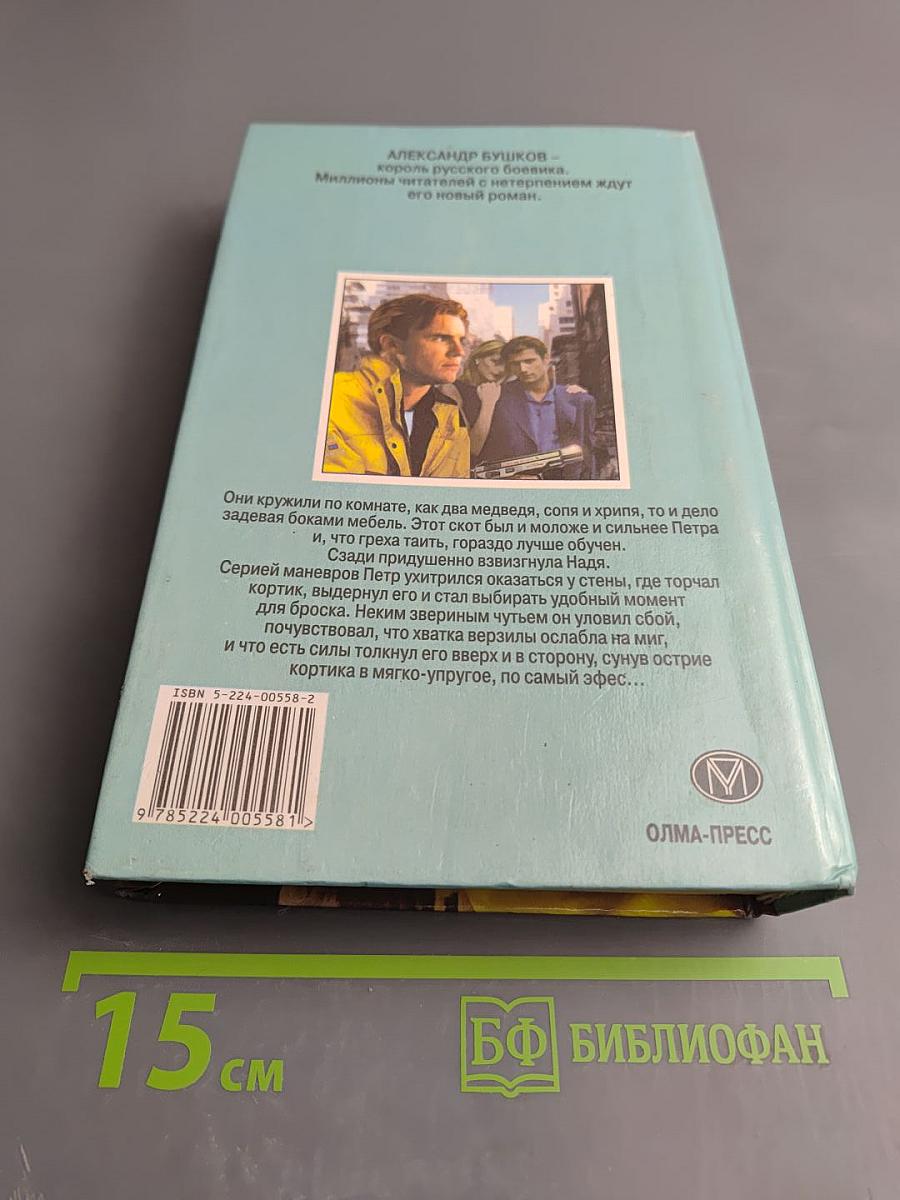 АЛЕКСАНДР БУШКОВ –
король русского боевика.
Миллионы читателей с нетерпением ждут
его новый роман.
Они кружили по комнате, как два медведя, сопя и хрипя, то и дело
задевая боками мебель. Этот скот был и моложе и сильнее Петра
и, что греха таить, гораздо лучше обучен.
Сзади придушенно взвизгнула Надя.
Серией маневров Петр ухитрился оказаться у стены, где торчал
кортик, выдернул его и стал выбирать удобный момент
для броска. Неким звериным чутьем он уловил сбой,
почувствовал, что хватка верзилы ослабла на миг,
и что есть силы толкнул его вверх и в сторону, сунув острие
кортика в мягко-упругое, по самый эфес...
ISBN 5-224-00558-2
9 785224 005581 >
ОЛМА-ПРЕСС
15 см
БФ БИБЛИОФАН